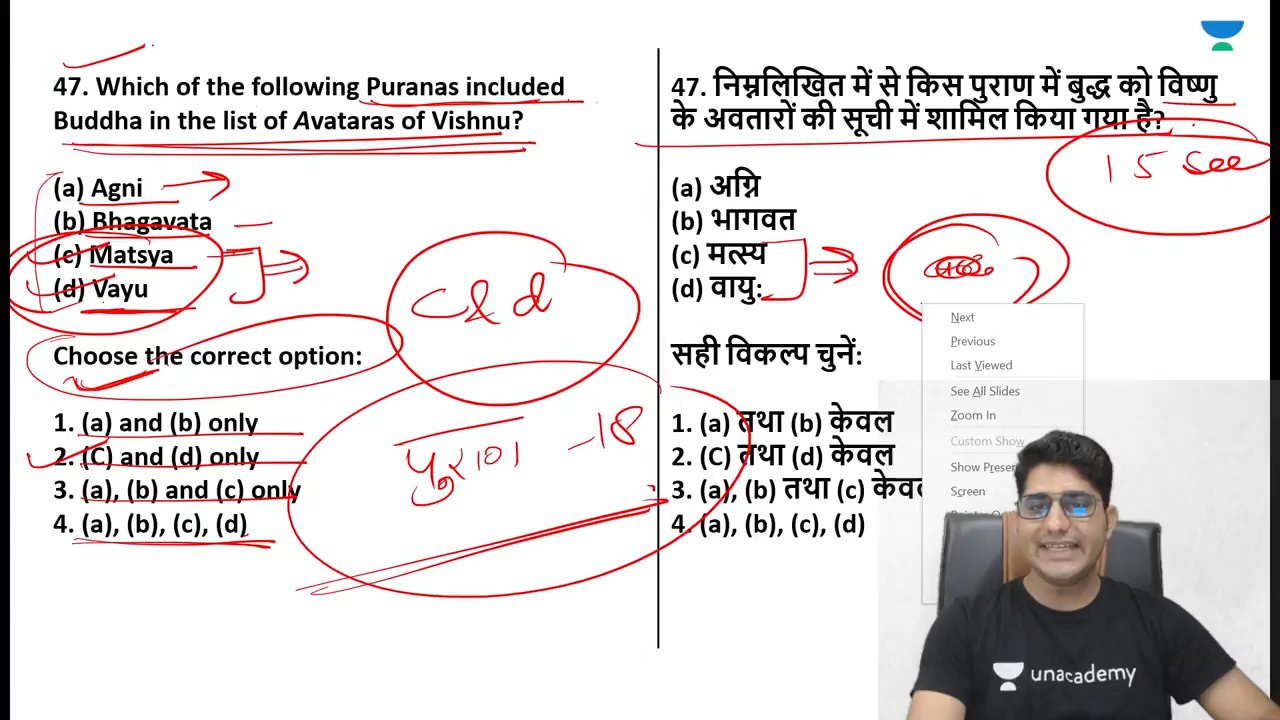 47. Which of the following Puranas included
Buddha in the list of Avataras of Vishnu?
(a) Agni
(b) Bhagavata
(c) Matsya
(d) Vayu
Choose the correct option:
1. (a) and (b) only
2. (C) and (d) only
3. (a), (b) and (c) only
4. (a), (b), (c), (d)
C & d
पुराण - 18
47. निम्नलिखित में से किस पुराण में बुद्ध को विष्णु
के अवतारों की सूची में शामिल किया गया है?
15 See
(a) अग्नि
(b) भागवत
(c) मत्स्य
(d) वायु:
सही विकल्प चुनें:
1. (a) तथा (b) केवल
2. (C) तथा (d) केवल
3. (a), (b) तथा (c)
4. (a), (b), (c), (d)
Next
Previous
Last Viewed
See All Slides
Zoom In
Custom Show
Show
Screen
unacademy